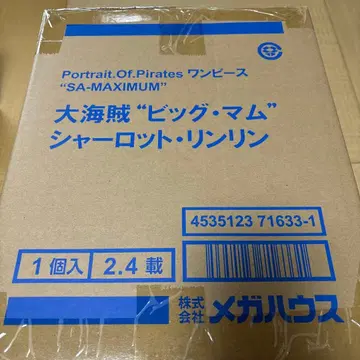 Portrait.Of.Pirates ワンピース
“SA-MAXIMUM”
大海賊“ビッグ・マム”
シャーロット・リンリン
4535123 71633-1
1個入 2.4 載
株式会社 メガハウス